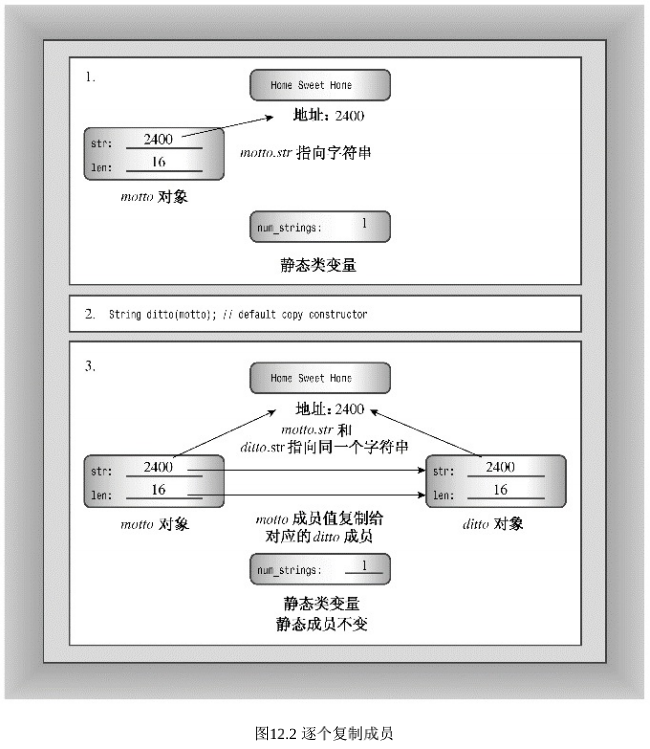 1.
Home Sweet Home
地址：2400
str: 2400
len: 16
motto.str 指向字符串
motto 对象
num_strings: 1
静态类变量
2. String ditto(motto); // default copy constructor
3.
Home Sweet Home
地址：2400
motto.str 和
ditto.str 指向同一个字符串
str: 2400
len: 16
motto 对象
str: 2400
len: 16
ditto 对象
motto 成员值复制给
对应的 ditto 成员
num_strings: 1
静态类变量
静态成员不变
图12.2 逐个复制成员